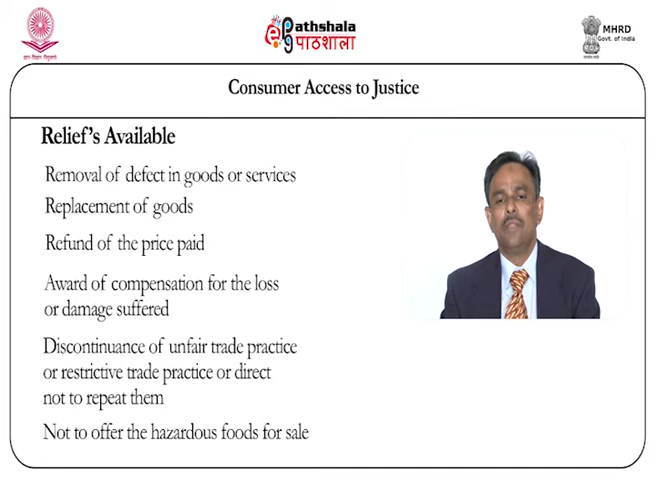 Pathshala
पाठशाला
MHRD
Govt. of India
Consumer Access to Justice
Relief's Available
Removal of defect in goods or services
Replacement of goods
Refund of the price paid
Award of compensation for the loss
or damage suffered
Discontinuance of unfair trade practice
or restrictive trade practice or direct
not to repeat them
Not to offer the hazardous foods for sale